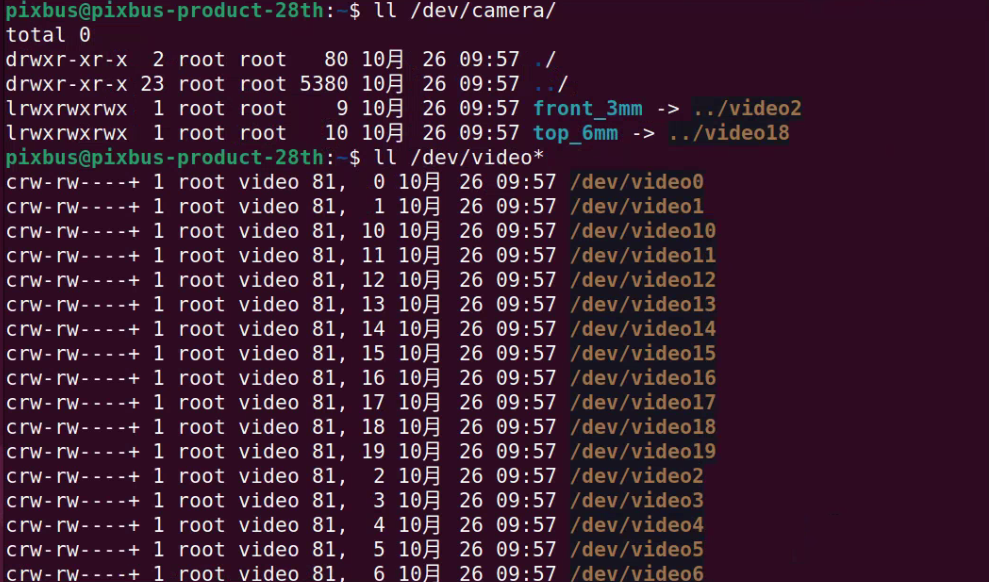 pixbus@pixbus-product-28th:~$ ll /dev/camera/
total 0
drwxr-xr-x  2 root root   80 10月  26 09:57 ./
drwxr-xr-x 23 root root 5380 10月  26 09:57 ../
lrwxrwxrwx  1 root root    9 10月  26 09:57 front_3mm -> ../video2
lrwxrwxrwx  1 root root   10 10月  26 09:57 top_6mm -> ../video18
pixbus@pixbus-product-28th:~$ ll /dev/video*
crw-rw----+ 1 root video 81,  0 10月  26 09:57 /dev/video0
crw-rw----+ 1 root video 81,  1 10月  26 09:57 /dev/video1
crw-rw----+ 1 root video 81, 10 10月  26 09:57 /dev/video10
crw-rw----+ 1 root video 81, 11 10月  26 09:57 /dev/video11
crw-rw----+ 1 root video 81, 12 10月  26 09:57 /dev/video12
crw-rw----+ 1 root video 81, 13 10月  26 09:57 /dev/video13
crw-rw----+ 1 root video 81, 14 10月  26 09:57 /dev/video14
crw-rw----+ 1 root video 81, 15 10月  26 09:57 /dev/video15
crw-rw----+ 1 root video 81, 16 10月  26 09:57 /dev/video16
crw-rw----+ 1 root video 81, 17 10月  26 09:57 /dev/video17
crw-rw----+ 1 root video 81, 18 10月  26 09:57 /dev/video18
crw-rw----+ 1 root video 81, 19 10月  26 09:57 /dev/video19
crw-rw----+ 1 root video 81,  2 10月  26 09:57 /dev/video2
crw-rw----+ 1 root video 81,  3 10月  26 09:57 /dev/video3
crw-rw----+ 1 root video 81,  4 10月  26 09:57 /dev/video4
crw-rw----+ 1 root video 81,  5 10月  26 09:57 /dev/video5
crw-rw----+ 1 root video 81,  6 10月  26 09:57 /dev/video6